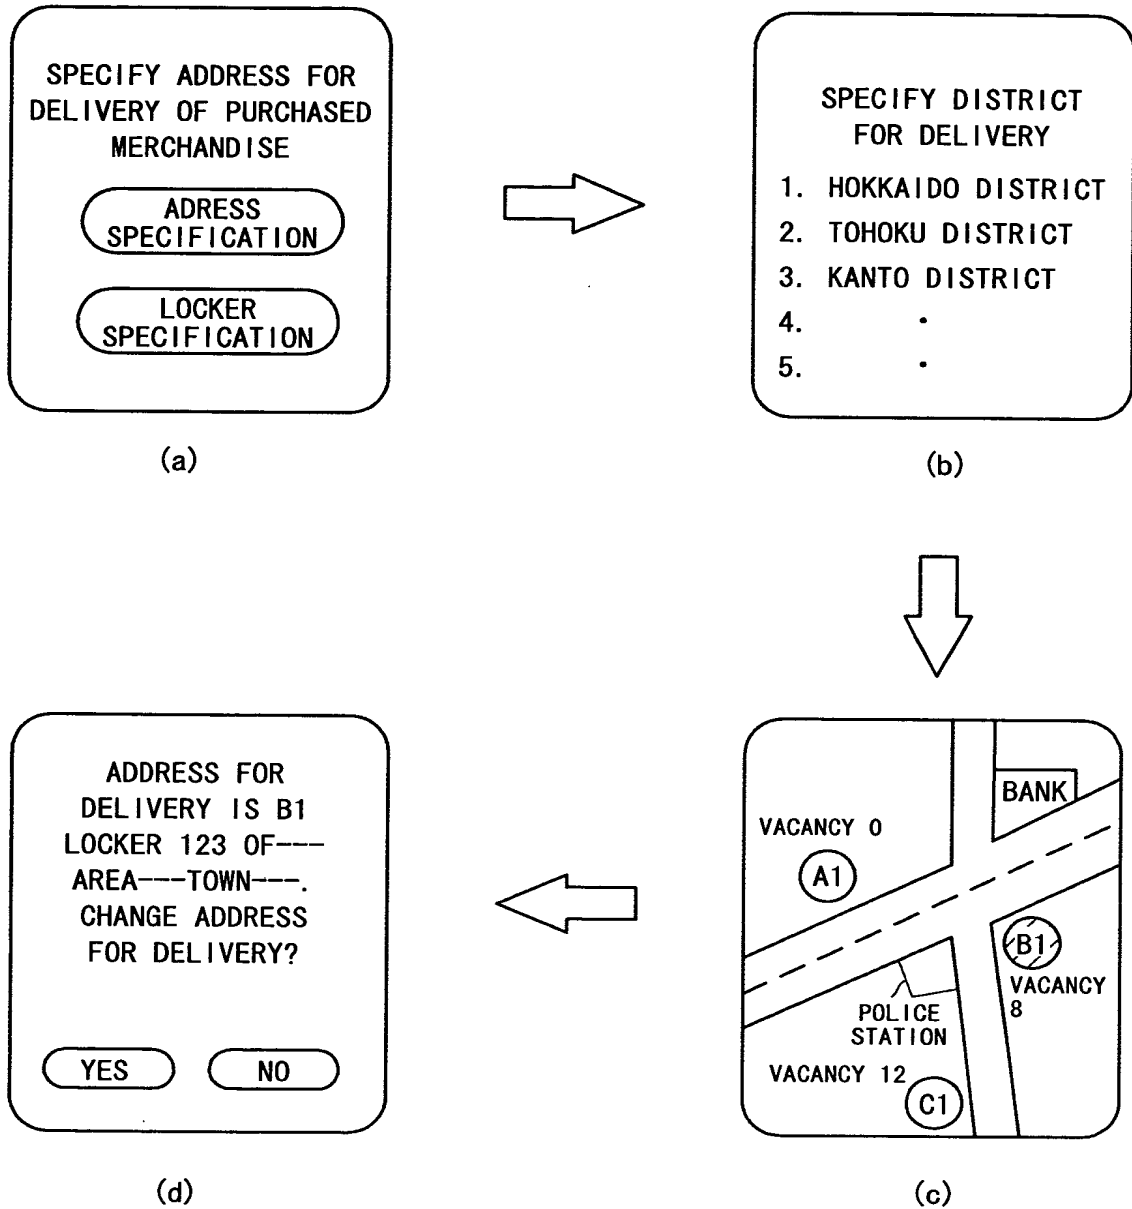 SPECIFY ADDRESS FOR
DELIVERY OF PURCHASED
MERCHANDISE
ADRESS
SPECIFICATION
LOCKER
SPECIFICATION
(a)
SPECIFY DISTRICT
FOR DELIVERY
1. HOKKAIDO DISTRICT
2. TOHOKU DISTRICT
3. KANTO DISTRICT
4. ・
5. ・
(b)
BANK
VACANCY 0
A1
B1
VACANCY
8
POLICE
STATION
VACANCY 12
C1
(c)
ADDRESS FOR
DELIVERY IS B1
LOCKER 123 OF---
AREA---TOWN---.
CHANGE ADDRESS
FOR DELIVERY?
YES
NO
(d)